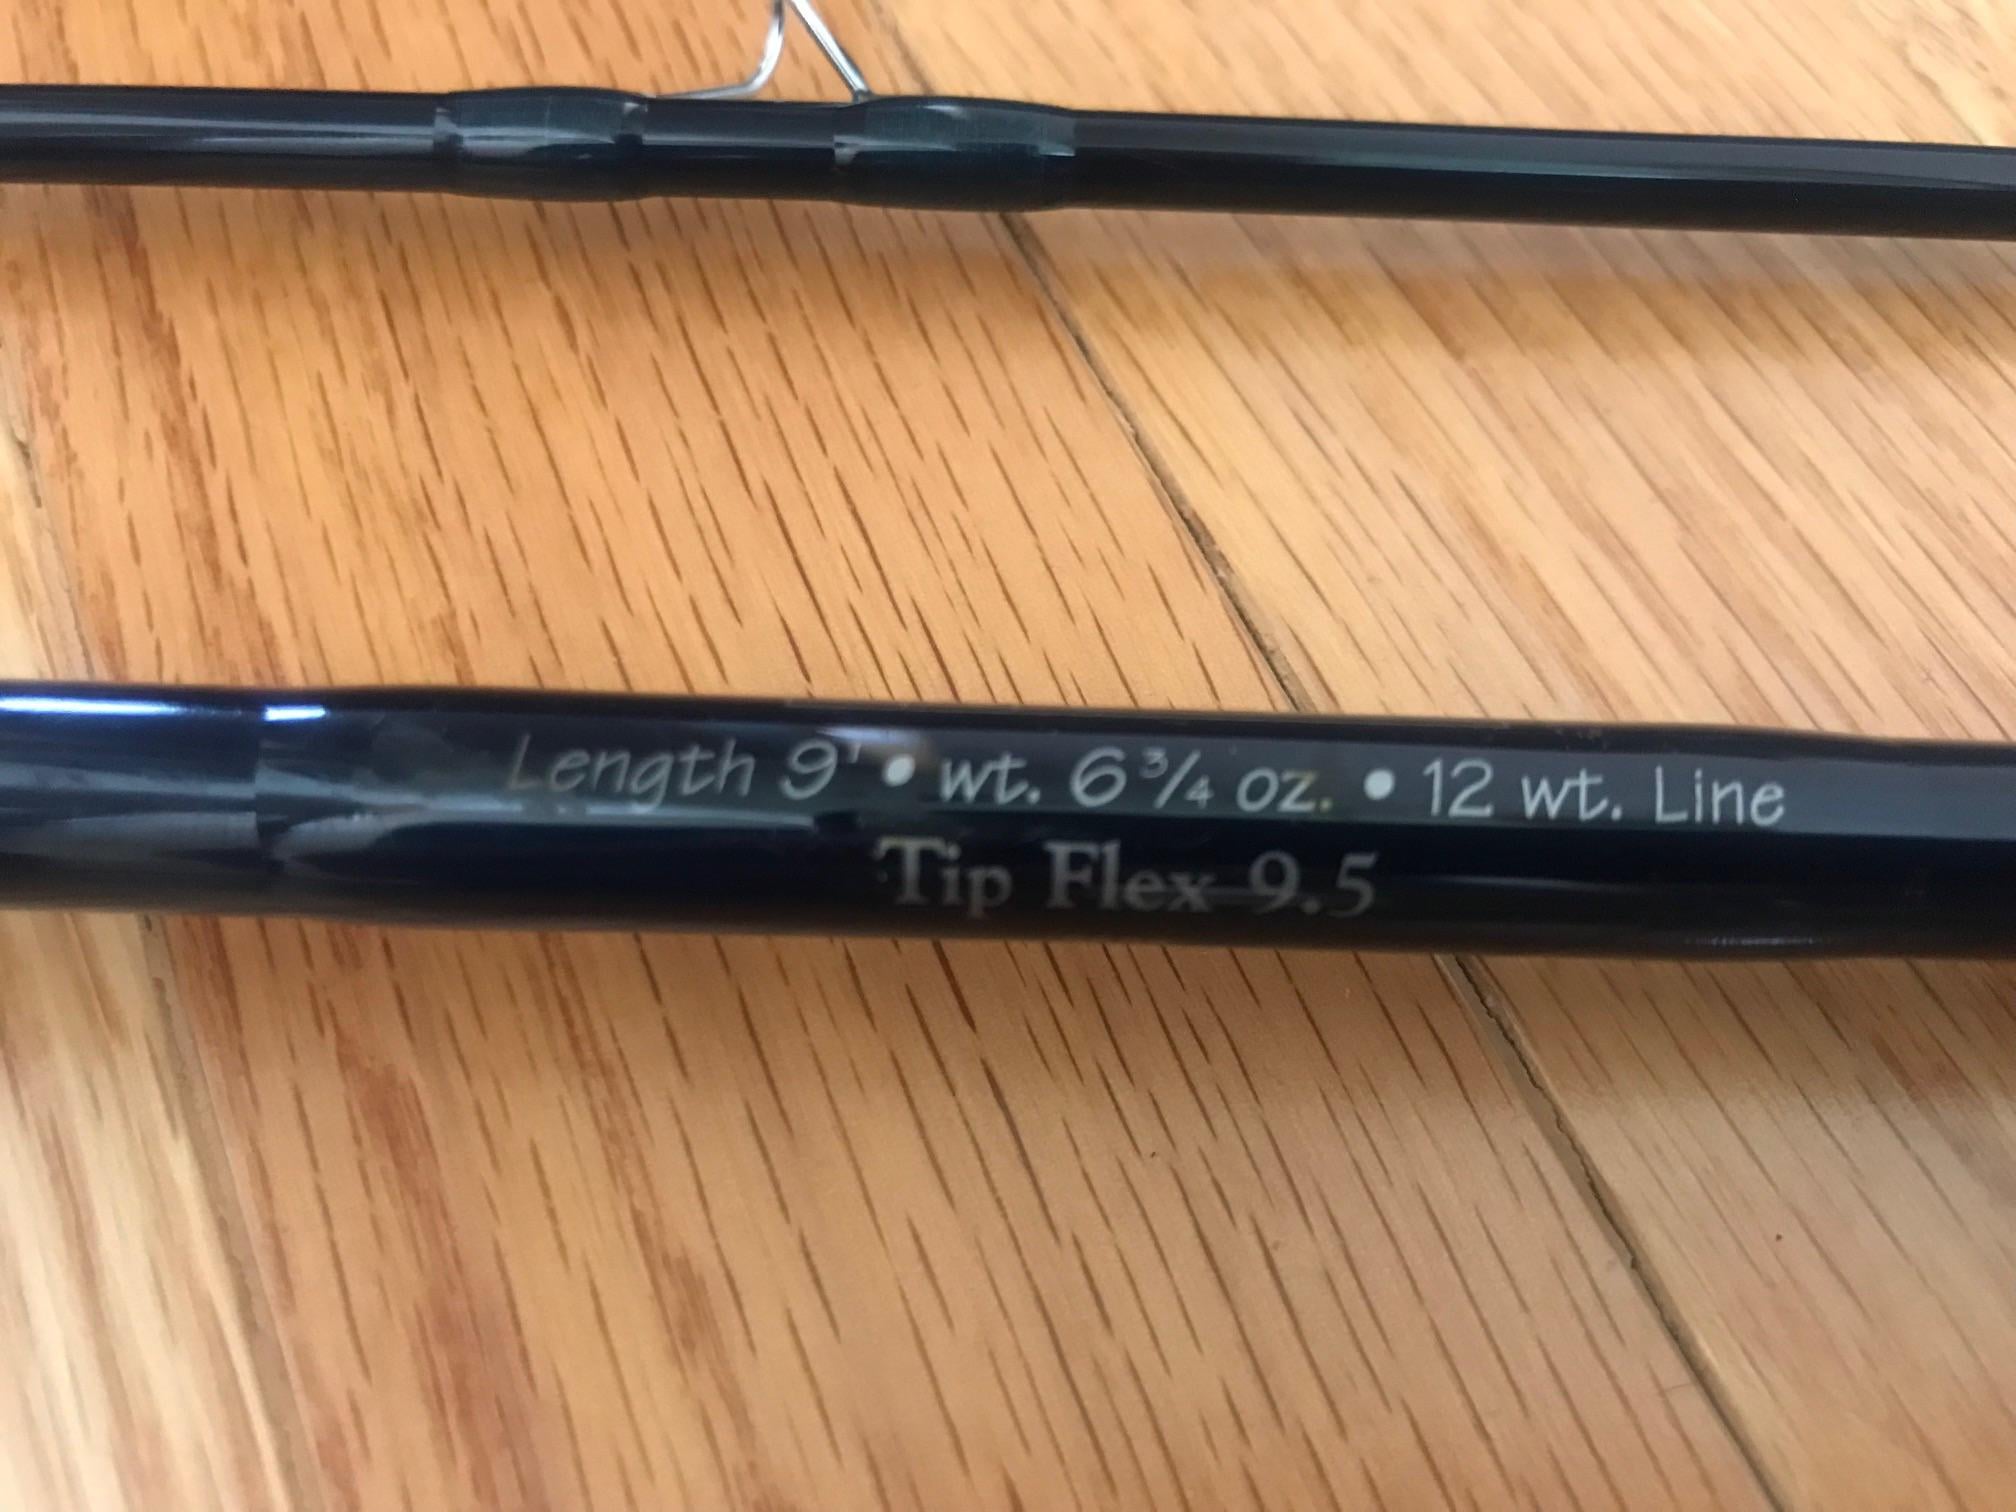 Length 9' • wt. 6 3/4 oz. • 12 wt. Line
Tip Flex 9.5